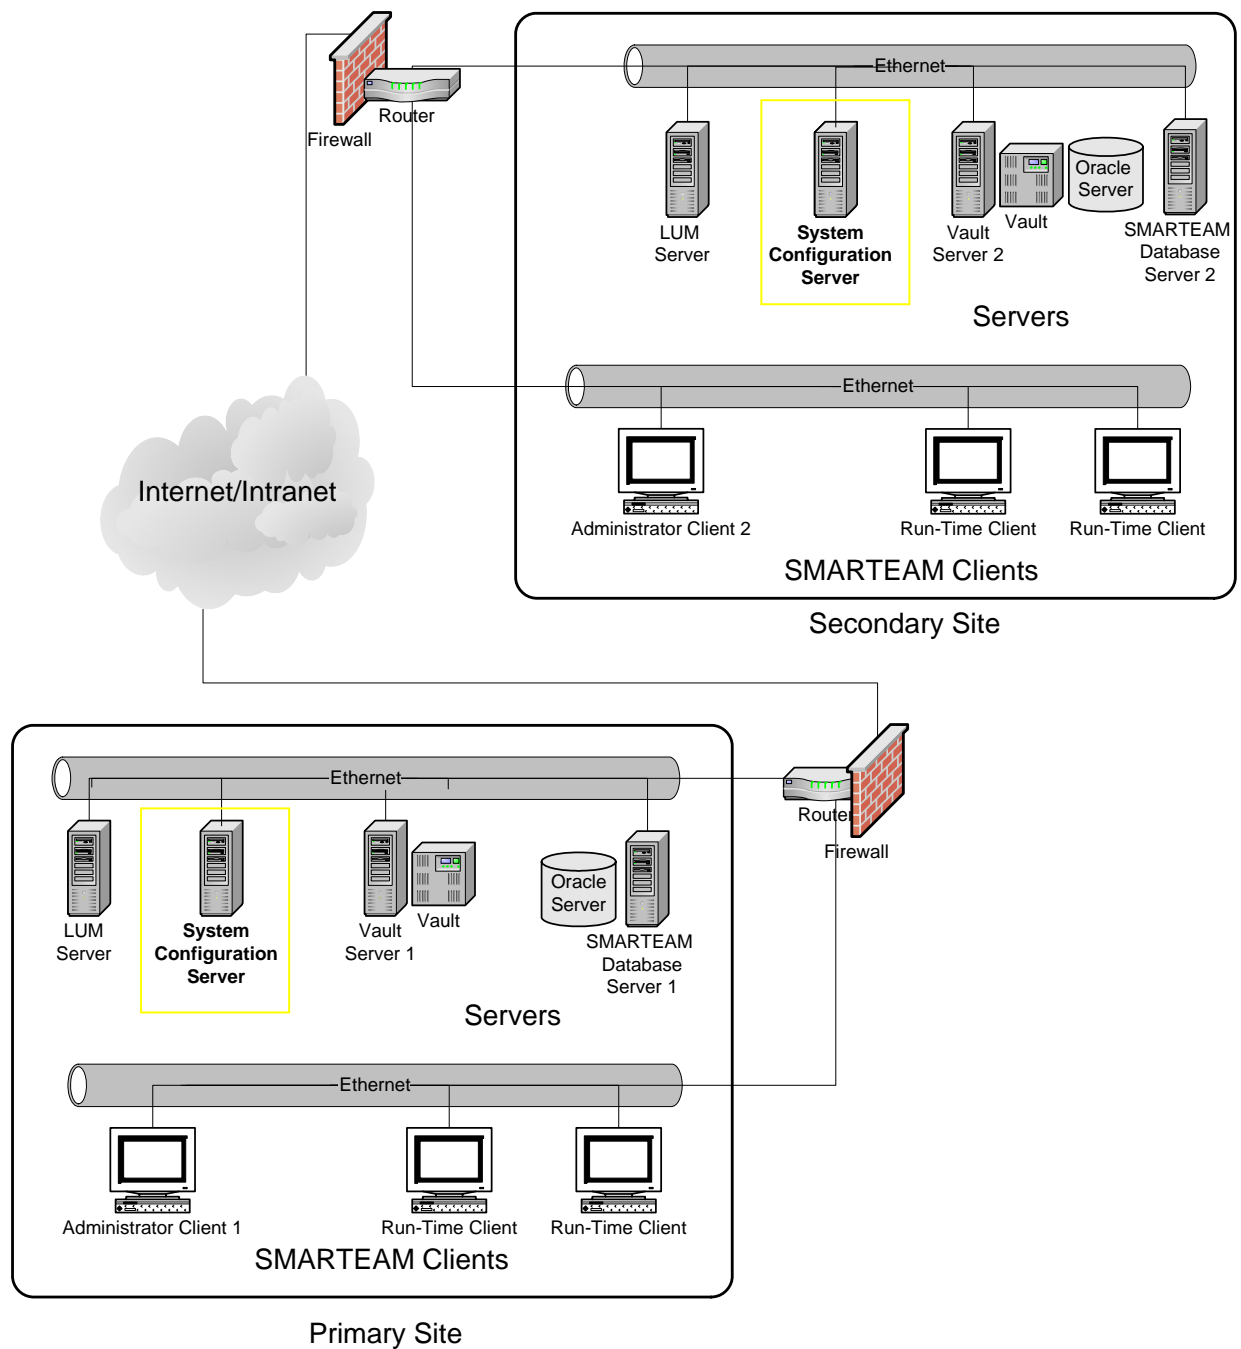 Ethernet
Router
Firewall
LUM
Server
System
Configuration
Server
Vault
Server 2
Vault
Oracle
Server
SMARTEAM
Database
Server 2
Servers
Ethernet
Administrator Client 2
Run-Time Client
Run-Time Client
SMARTEAM Clients
Secondary Site
Internet/Intranet
Ethernet
Router
Firewall
LUM
Server
System
Configuration
Server
Vault
Server 1
Vault
Oracle
Server
SMARTEAM
Database
Server 1
Servers
Ethernet
Administrator Client 1
Run-Time Client
Run-Time Client
SMARTEAM Clients
Primary Site